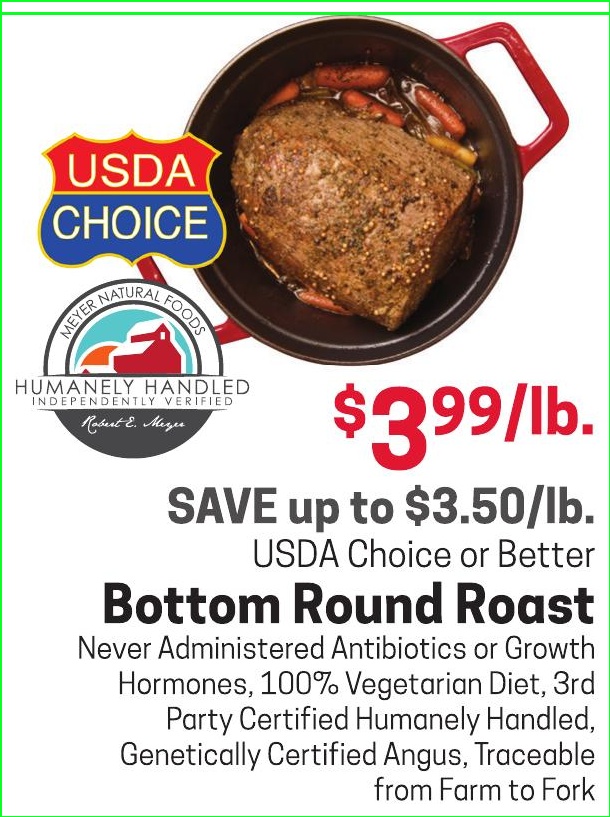 USDA
CHOICE
MEYER NATURAL FOODS
HUMANELY HANDLED
INDEPENDENTLY VERIFIED
Robert E. Meyer
$3.99/lb.
SAVE up to $3.50/lb.
USDA Choice or Better
Bottom Round Roast
Never Administered Antibiotics or Growth
Hormones, 100% Vegetarian Diet, 3rd
Party Certified Humanely Handled,
Genetically Certified Angus, Traceable
from Farm to Fork